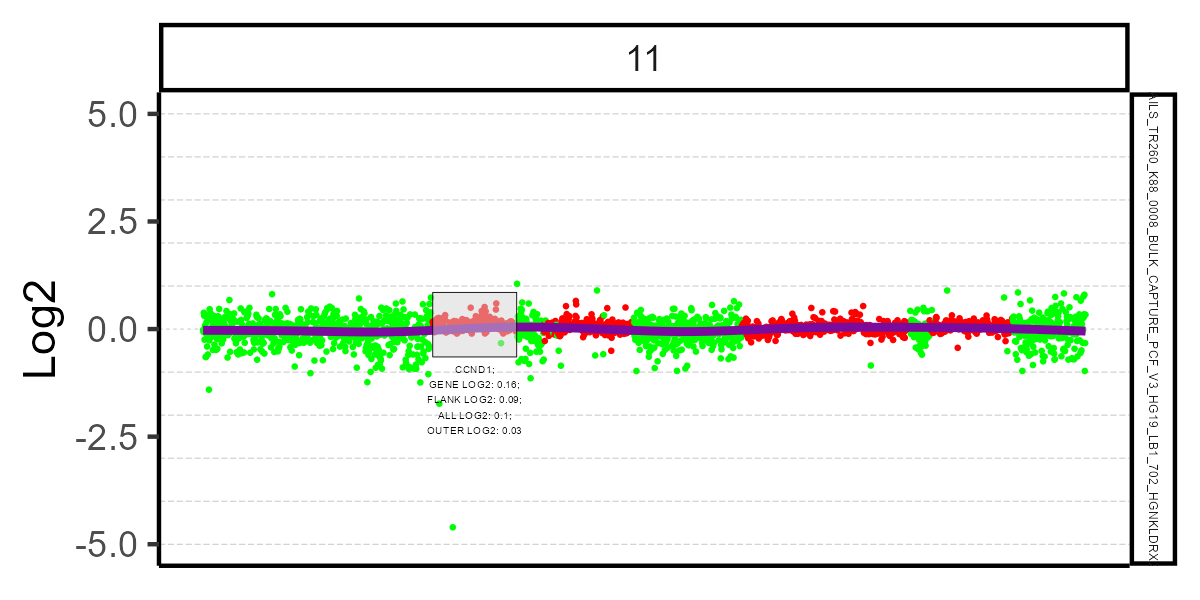 11
5.0
2.5
0.0
-2.5
-5.0
Log2
CCND1;
GENE LOG2: 0.16;
FLANK LOG2: 0.09;
ALL LOG2: 0.1;
OUTER LOG2: 0.03
AILS_TR260_K88_0008_BULK_CAPTURE_PCF_V3_HG19_LB1_702_HGNKLDRX